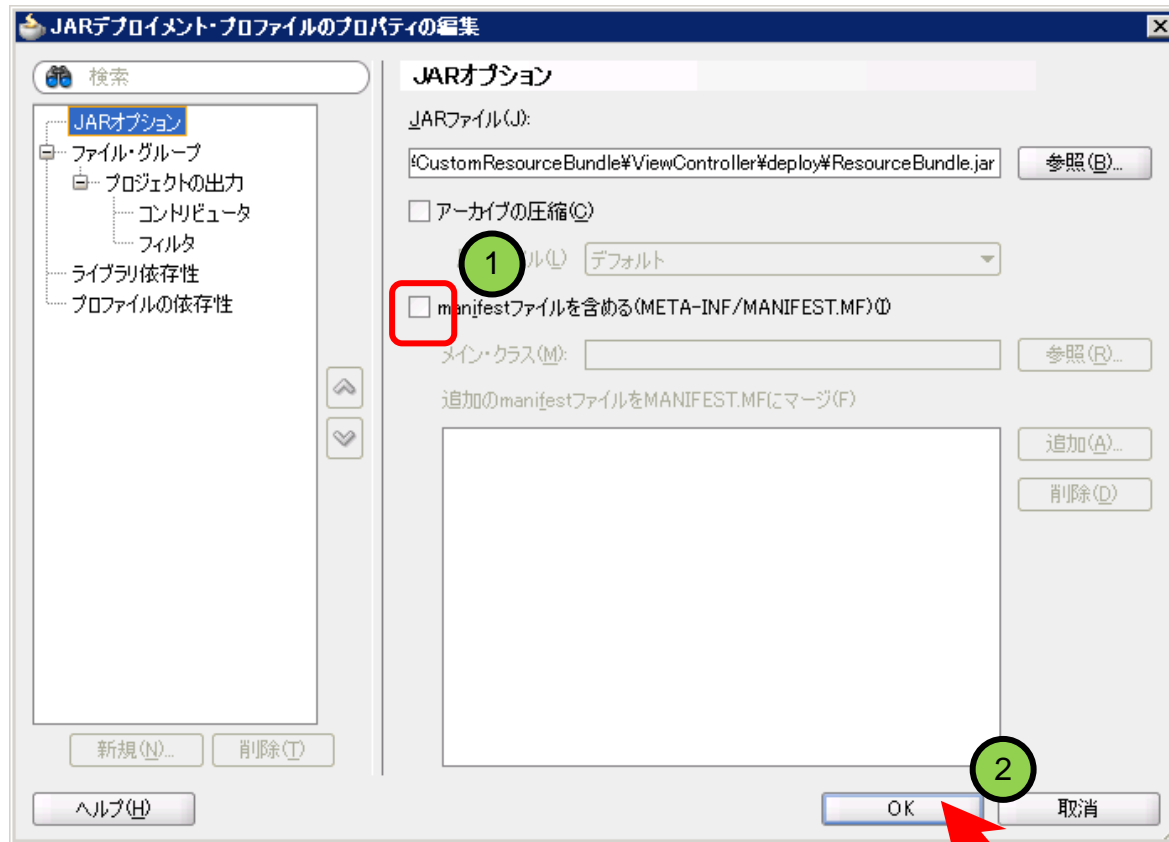 JARデプロイメント・プロファイルのプロパティの編集
検索
JARオプション
ファイル・グループ
プロジェクトの出力
コントリビュータ
フィルタ
ライブラリ依存性
プロファイルの依存性
新規(N)...
削除(T)
JARオプション
JARファイル(J):
CustomResourceBundle¥ViewController¥deploy¥ResourceBundle.jar
参照(B)...
アーカイブの圧縮(C)
1
ル(L)
デフォルト
manifestファイルを含める(META-INF/MANIFEST.MF)(I)
メイン・クラス(M):
参照(R)...
追加のmanifestファイルをMANIFEST.MFにマージ(F)
追加(A)...
削除(D)
2
ヘルプ(H)
OK
取消